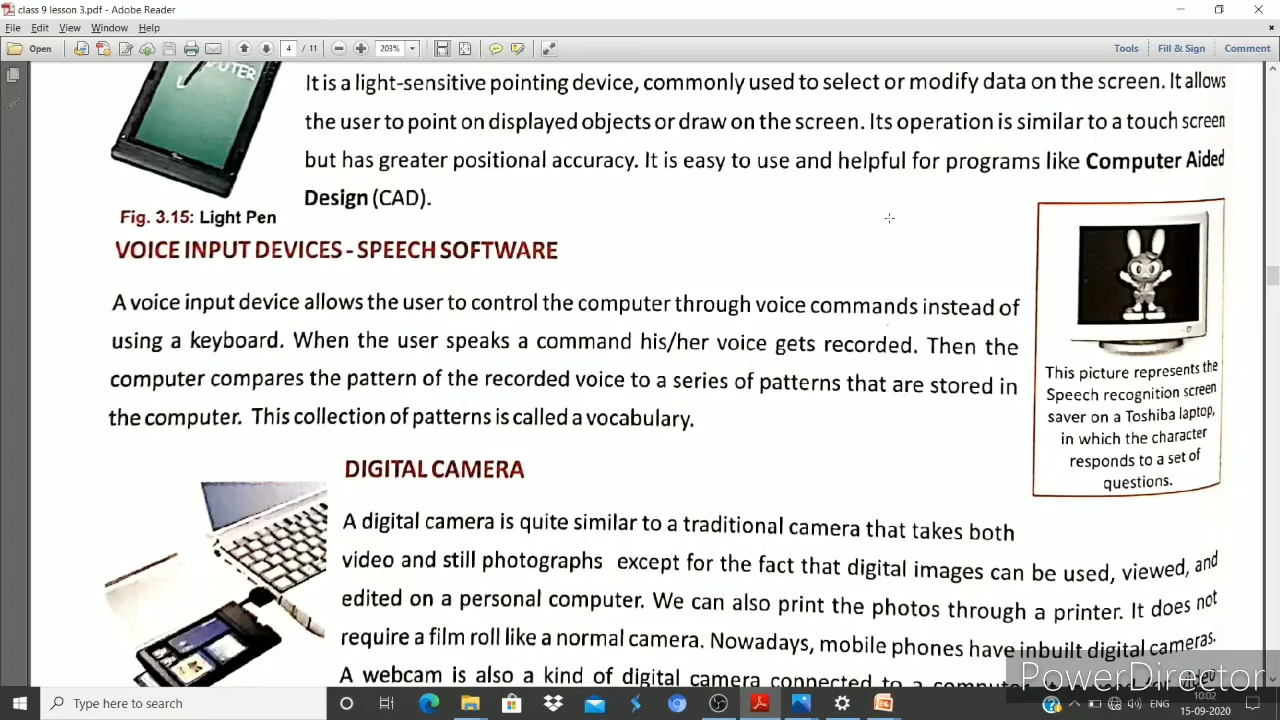 class 9 lesson 3.pdf - Adobe Reader
File Edit View Window Help
Open 4 / 11 203% Tools Fill & Sign Comment
It is a light-sensitive pointing device, commonly used to select or modify data on the screen. It allows
the user to point on displayed objects or draw on the screen. Its operation is similar to a touch screen
but has greater positional accuracy. It is easy to use and helpful for programs like Computer Aided
Design (CAD).
Fig. 3.15: Light Pen
VOICE INPUT DEVICES - SPEECH SOFTWARE
A voice input device allows the user to control the computer through voice commands instead of
using a keyboard. When the user speaks a command his/her voice gets recorded. Then the
computer compares the pattern of the recorded voice to a series of patterns that are stored in
the computer. This collection of patterns is called a vocabulary.
This picture represents the
Speech recognition screen
saver on a Toshiba laptop,
in which the character
responds to a set of
questions.
DIGITAL CAMERA
A digital camera is quite similar to a traditional camera that takes both
video and still photographs except for the fact that digital images can be used, viewed, and
edited on a personal computer. We can also print the photos through a printer. It does not
require a film roll like a normal camera. Nowadays, mobile phones have inbuilt digital cameras.
A webcam is also a kind of digital camera connected to a computer.
PowerDirector
Type here to search
ENG
10:02
15-09-2020